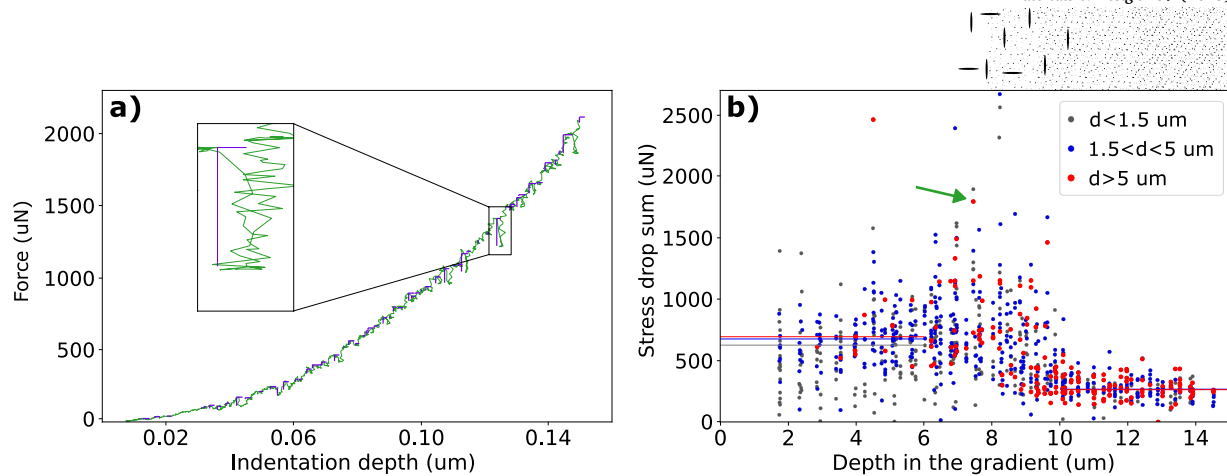 a)
2000
1500
1000
500
0
0.02 0.06 0.10 0.14
Force (uN)
Indentation depth (um)
b)
2500
2000
1500
1000
500
0
0 2 4 6 8 10 12 14
Stress drop sum (uN)
Depth in the gradient (um)
d<1.5 um
1.5<d<5 um
d>5 um